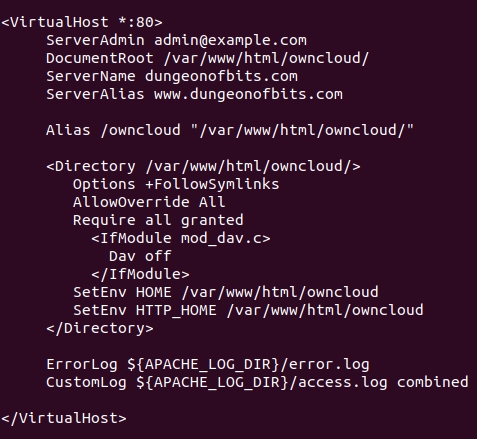 <VirtualHost *:80>
ServerAdmin admin@example.com
DocumentRoot /var/www/html/owncloud/
ServerName dungeonofbits.com
ServerAlias www.dungeonofbits.com
Alias /owncloud "/var/www/html/owncloud/"
<Directory /var/www/html/owncloud/>
Options +FollowSymlinks
AllowOverride All
Require all granted
<IfModule mod_dav.c>
Dav off
</IfModule>
SetEnv HOME /var/www/html/owncloud
SetEnv HTTP_HOME /var/www/html/owncloud
</Directory>
ErrorLog ${APACHE_LOG_DIR}/error.log
CustomLog ${APACHE_LOG_DIR}/access.log combined
</VirtualHost>